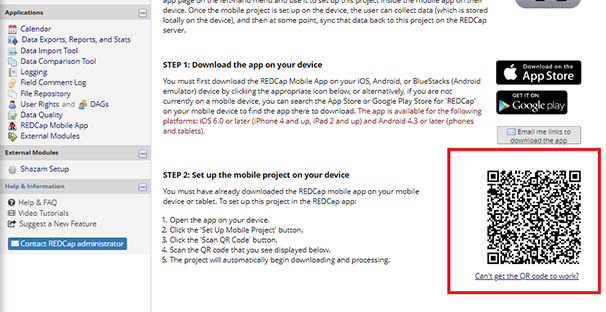 Applications
Calendar
Data Exports, Reports, and Stats
Data Import Tool
Data Comparison Tool
Logging
Field Comment Log
File Repository
User Rights and DAGs
Data Quality
REDCap Mobile App
External Modules
External Modules
Shazam Setup
Help & Information
Help & FAQ
Video Tutorials
Suggest a New Feature
Contact REDCap administrator
app page on the left-hand menu and use it to set up this project inside the mobile app on their
device. Once the mobile project is set up on the device, the user can collect data (which is stored
locally on the device), and then at some point, sync that data back to this project on the REDCap
server.
STEP 1: Download the app on your device
You must first download the REDCap Mobile App on your iOS, Android, or BlueStacks (Android
emulator) device by clicking the appropriate icon below, or alternatively, if you are not
currently on a mobile device, you can search the App Store or Google Play Store for 'REDCap'
on your mobile device to find the app there to download. The app is available for the following
platforms: iOS 6.0 or later (iPhone 4 and up, iPad 2 and up) and Android 4.3 or later (phones
and tablets).
Download on the
App Store
GET IT ON
Google play
Email me links to
download the app
STEP 2: Set up the mobile project on your device
You must have already downloaded the REDCap mobile app on your mobile
device or tablet. To set up this project in the REDCap app:
1. Open the app on your device.
2. Click the 'Set Up Mobile Project' button.
3. Click the 'Scan QR Code' button.
4. Scan the QR code that you see displayed below.
5. The project will automatically begin downloading and processing.
Can't get the QR code to work?